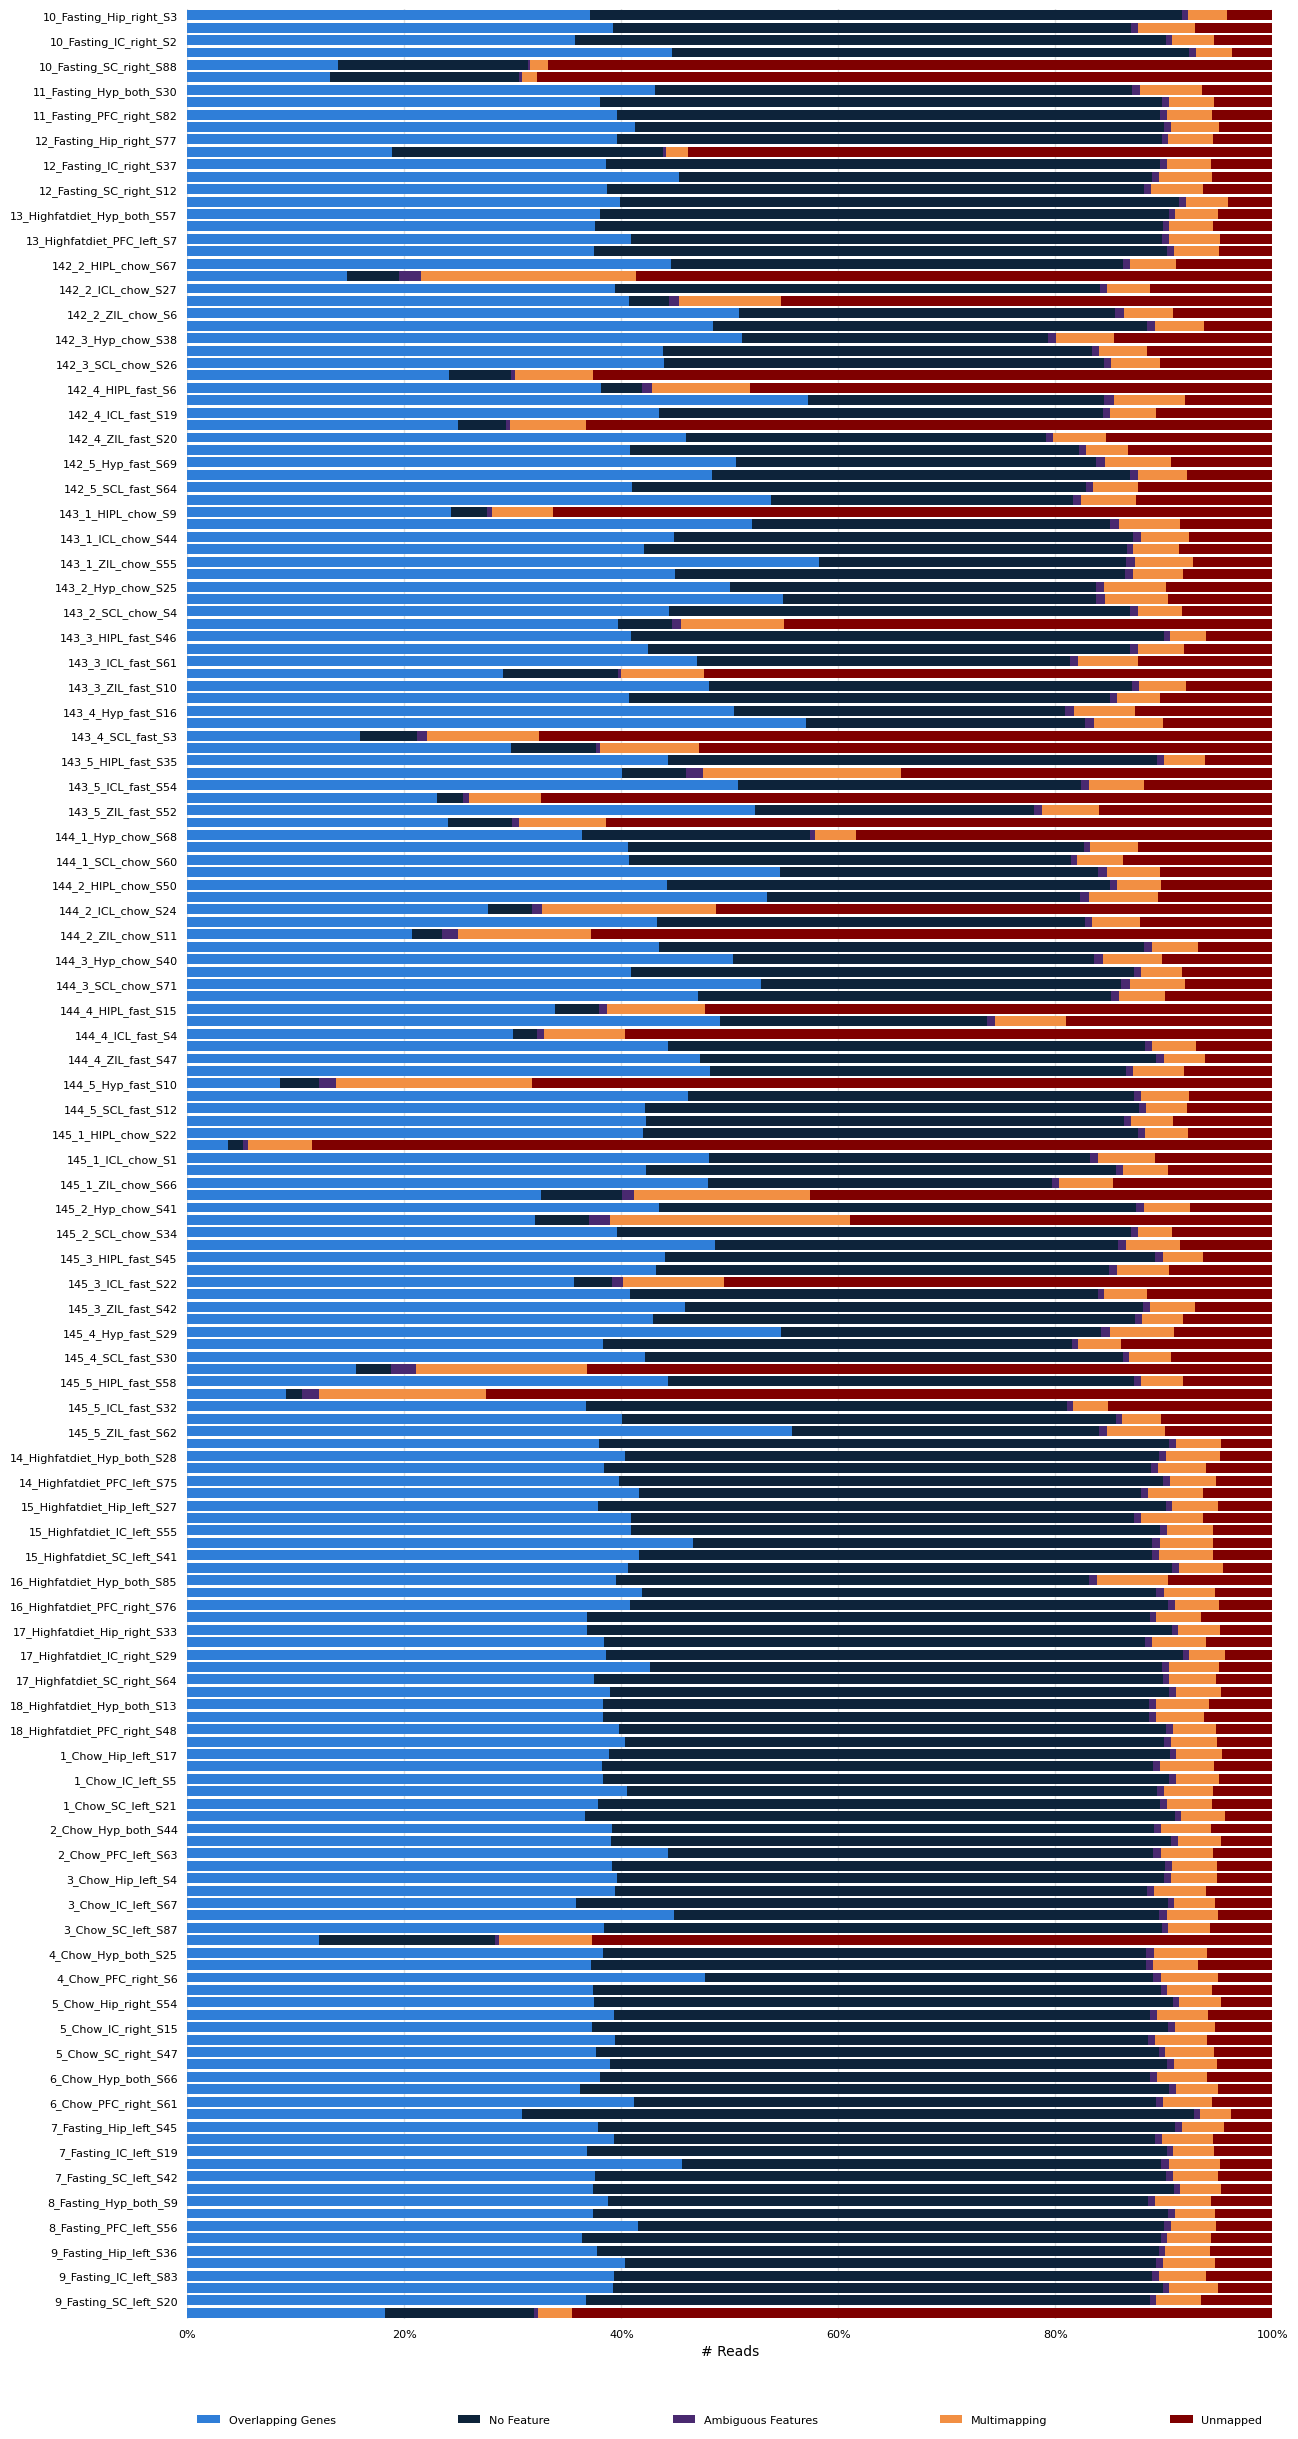 10_Fasting_Hip_right_S3
10_Fasting_IC_right_S2
10_Fasting_SC_right_S88
11_Fasting_Hyp_both_S30
11_Fasting_PFC_right_S82
12_Fasting_Hip_right_S77
12_Fasting_IC_right_S37
12_Fasting_SC_right_S12
13_Highfatdiet_Hyp_both_S57
13_Highfatdiet_PFC_left_S7
142_2_HIPL_chow_S67
142_2_ICL_chow_S27
142_2_ZIL_chow_S6
142_3_Hyp_chow_S38
142_3_SCL_chow_S26
142_4_HIPL_fast_S6
142_4_ICL_fast_S19
142_4_ZIL_fast_S20
142_5_Hyp_fast_S69
142_5_SCL_fast_S64
143_1_HIPL_chow_S9
143_1_ICL_chow_S44
143_1_ZIL_chow_S55
143_2_Hyp_chow_S25
143_2_SCL_chow_S4
143_3_HIPL_fast_S46
143_3_ICL_fast_S61
143_3_ZIL_fast_S10
143_4_Hyp_fast_S16
143_4_SCL_fast_S3
143_5_HIPL_fast_S35
143_5_ICL_fast_S54
143_5_ZIL_fast_S52
144_1_Hyp_chow_S68
144_1_SCL_chow_S60
144_2_HIPL_chow_S50
144_2_ICL_chow_S24
144_2_ZIL_chow_S11
144_3_Hyp_chow_S40
144_3_SCL_chow_S71
144_4_HIPL_fast_S15
144_4_ICL_fast_S4
144_4_ZIL_fast_S47
144_5_Hyp_fast_S10
144_5_SCL_fast_S12
145_1_HIPL_chow_S22
145_1_ICL_chow_S1
145_1_ZIL_chow_S66
145_2_Hyp_chow_S41
145_2_SCL_chow_S34
145_3_HIPL_fast_S45
145_3_ICL_fast_S22
145_3_ZIL_fast_S42
145_4_Hyp_fast_S29
145_4_SCL_fast_S30
145_5_HIPL_fast_S58
145_5_ICL_fast_S32
145_5_ZIL_fast_S62
14_Highfatdiet_Hyp_both_S28
14_Highfatdiet_PFC_left_S75
15_Highfatdiet_Hip_left_S27
15_Highfatdiet_IC_left_S55
15_Highfatdiet_SC_left_S41
16_Highfatdiet_Hyp_both_S85
16_Highfatdiet_PFC_right_S76
17_Highfatdiet_Hip_right_S33
17_Highfatdiet_IC_right_S29
17_Highfatdiet_SC_right_S64
18_Highfatdiet_Hyp_both_S13
18_Highfatdiet_PFC_right_S48
1_Chow_Hip_left_S17
1_Chow_IC_left_S5
1_Chow_SC_left_S21
2_Chow_Hyp_both_S44
2_Chow_PFC_left_S63
3_Chow_Hip_left_S4
3_Chow_IC_left_S67
3_Chow_SC_left_S87
4_Chow_Hyp_both_S25
4_Chow_PFC_right_S6
5_Chow_Hip_right_S54
5_Chow_IC_right_S15
5_Chow_SC_right_S47
6_Chow_Hyp_both_S66
6_Chow_PFC_right_S61
7_Fasting_Hip_left_S45
7_Fasting_IC_left_S19
7_Fasting_SC_left_S42
8_Fasting_Hyp_both_S9
8_Fasting_PFC_left_S56
9_Fasting_Hip_left_S36
9_Fasting_IC_left_S83
9_Fasting_SC_left_S20
0% 20% 40% 60% 80% 100%
# Reads
Overlapping Genes No Feature Ambiguous Features Multimapping Unmapped